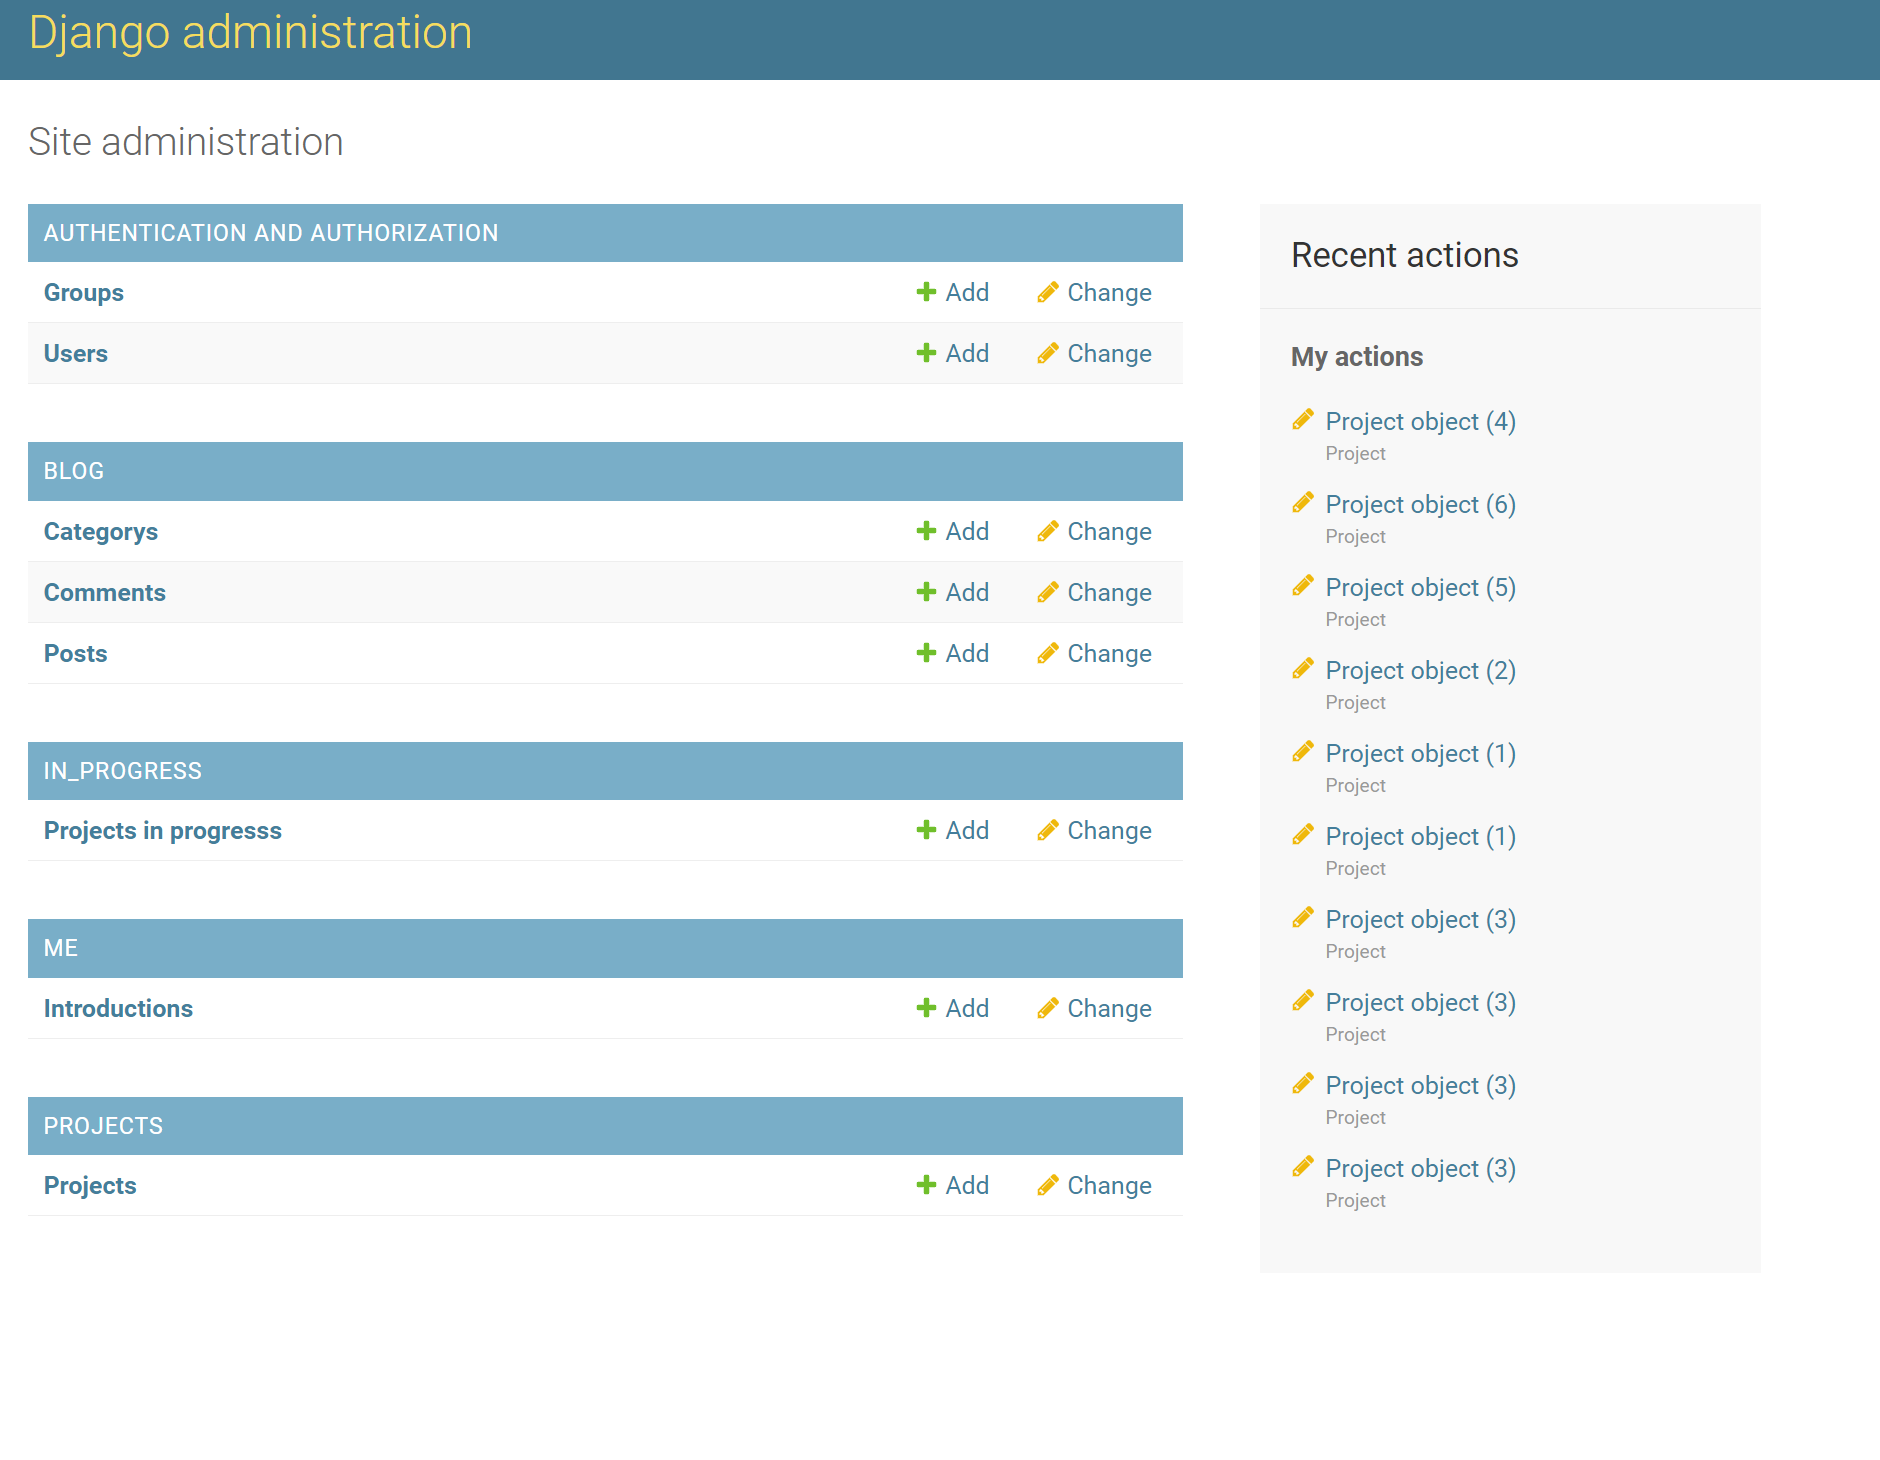 Django administration
Site administration
AUTHENTICATION AND AUTHORIZATION
Groups Add Change
Users Add Change
BLOG
Categorys Add Change
Comments Add Change
Posts Add Change
IN_PROGRESS
Projects in progresss Add Change
ME
Introductions Add Change
PROJECTS
Projects Add Change
Recent actions
My actions
Project object (4)
Project
Project object (6)
Project
Project object (5)
Project
Project object (2)
Project
Project object (1)
Project
Project object (1)
Project
Project object (3)
Project
Project object (3)
Project
Project object (3)
Project
Project object (3)
Project